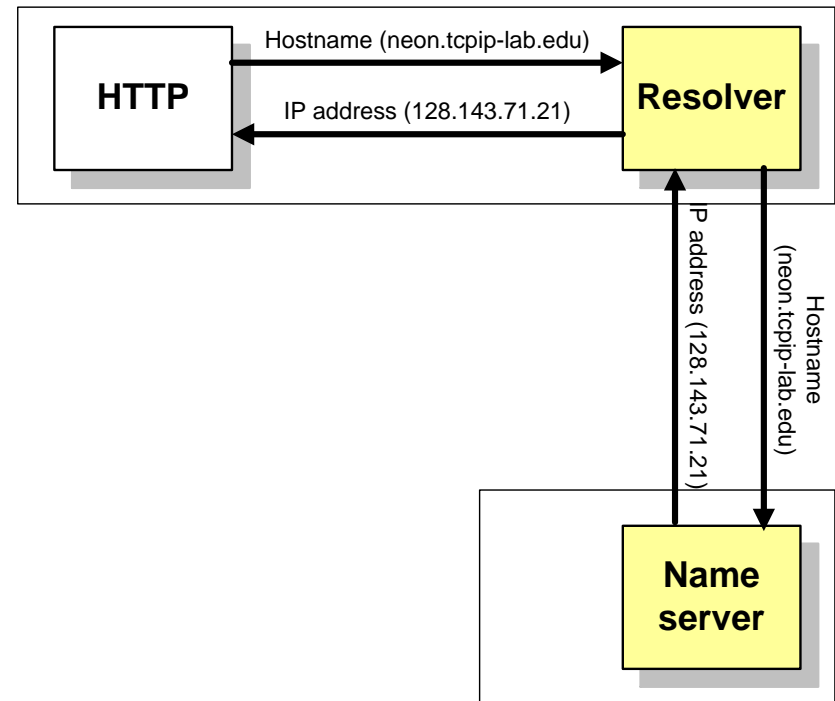 Hostname (neon.tcpip-lab.edu)
HTTP
Resolver
IP address (128.143.71.21)
IP address (128.143.71.21)
Hostname
(neon.tcpip-lab.edu)
Name
server